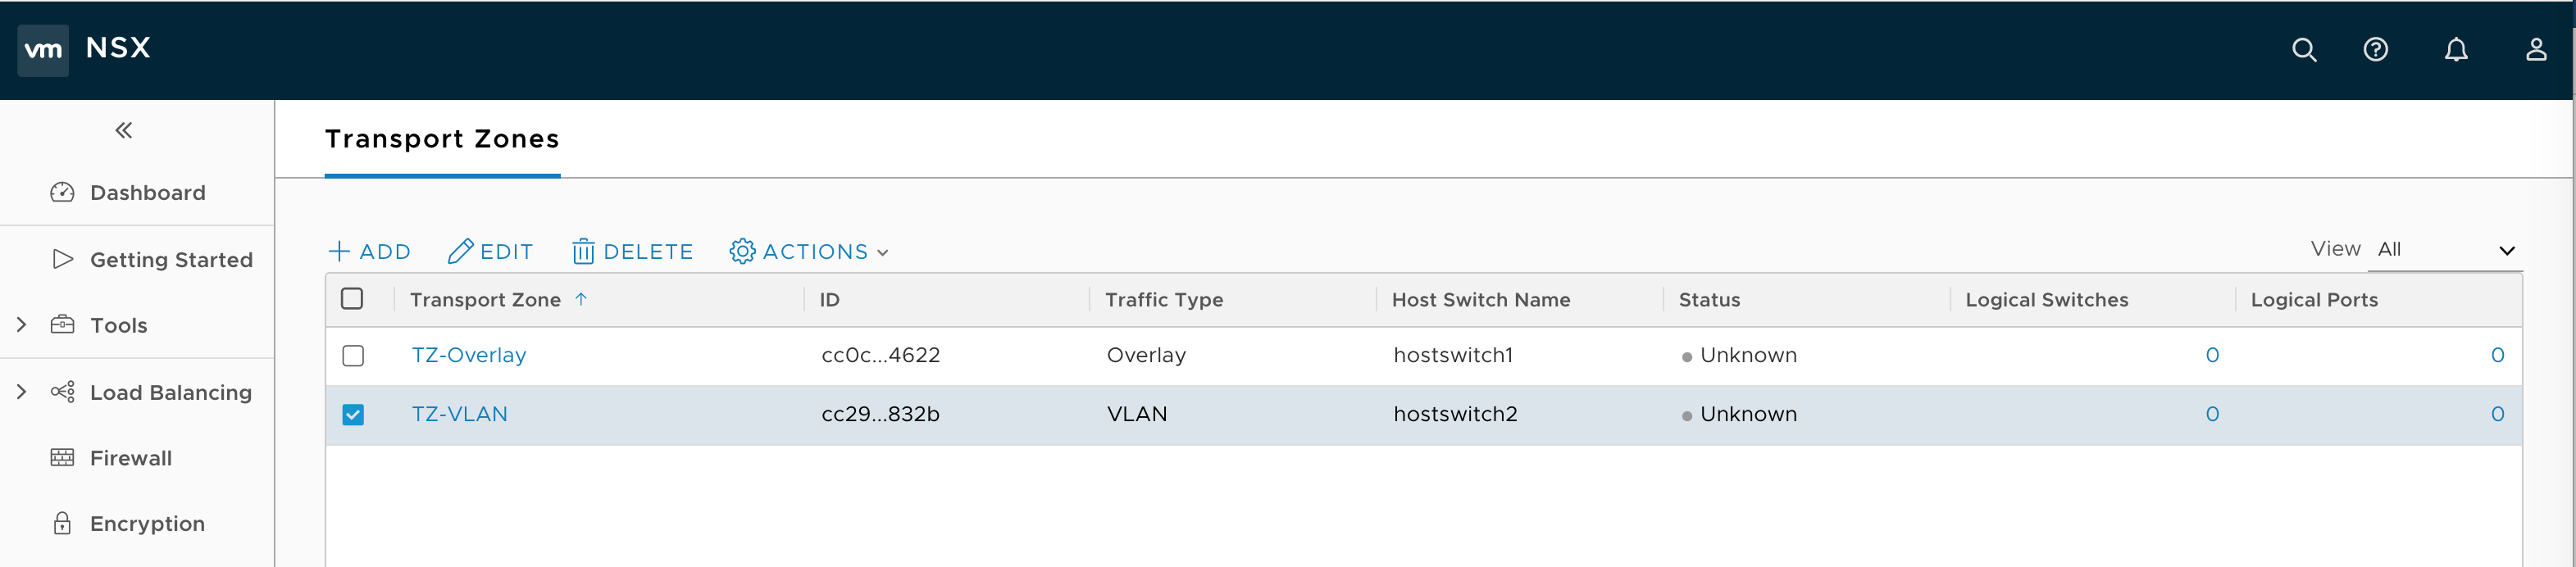 vm NSX
Transport Zones
Dashboard
Getting Started
Tools
Load Balancing
Firewall
Encryption
ADD EDIT DELETE ACTIONS View All
Transport Zone ID Traffic Type Host Switch Name Status Logical Switches Logical Ports
TZ-Overlay cc0c...4622 Overlay hostswitch1 Unknown 0 0
TZ-VLAN cc29...832b VLAN hostswitch2 Unknown 0 0